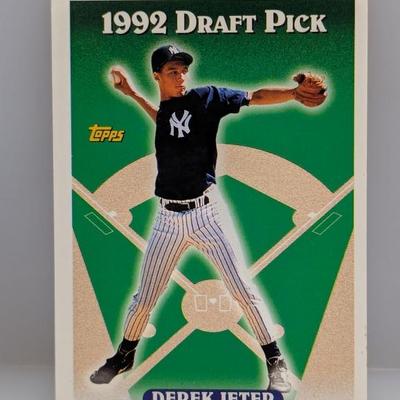 1992 DRAFT PICK
NY
Topps
DEREK JETER